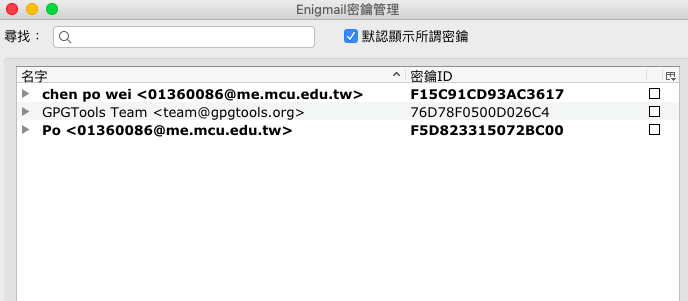 Enigmail密鑰管理
尋找：
默認顯示所謂密鑰
名字 密鑰ID
chen po wei <01360086@me.mcu.edu.tw> F15C91CD93AC3617
GPGTools Team <team@gpgtools.org> 76D78F0500D026C4
Po <01360086@me.mcu.edu.tw> F5D823315072BC00